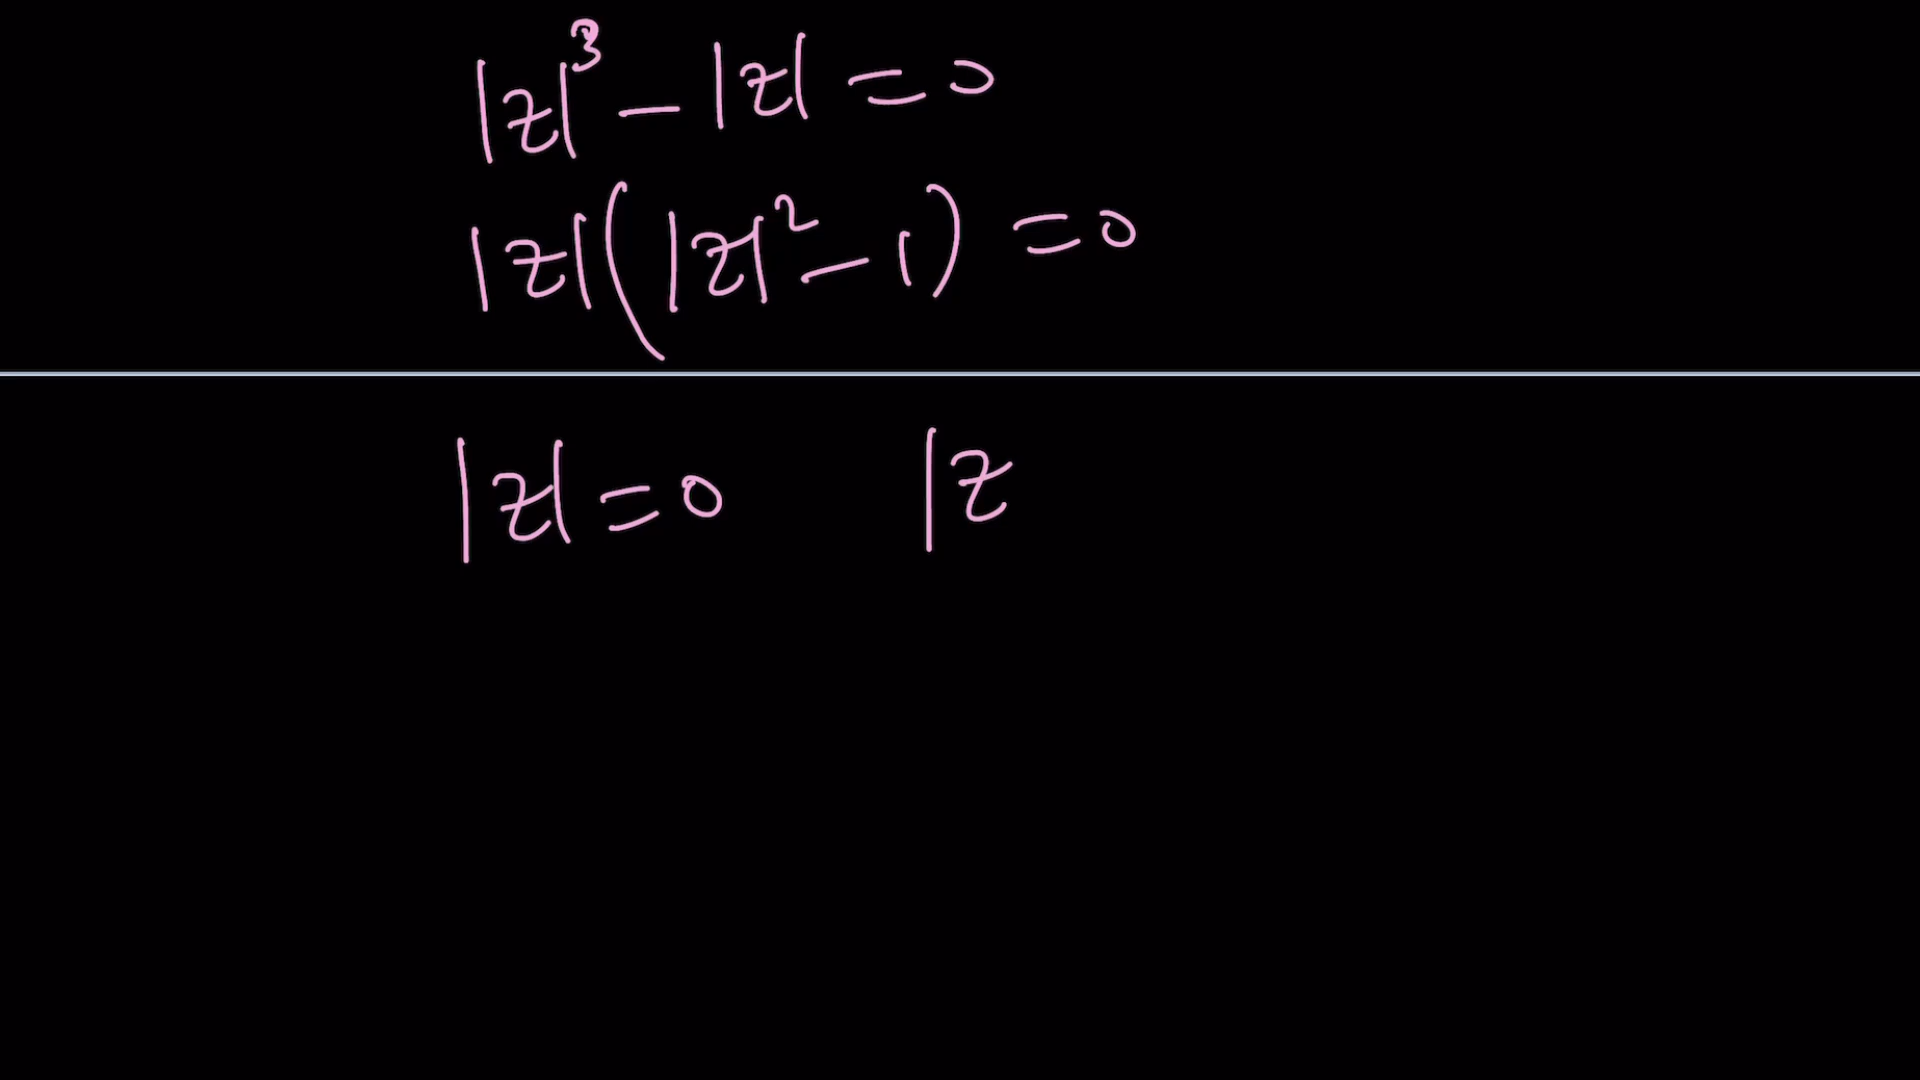 |z|³ − |z| = 0
|z|(|z|² − 1) = 0
|z| = 0 |z